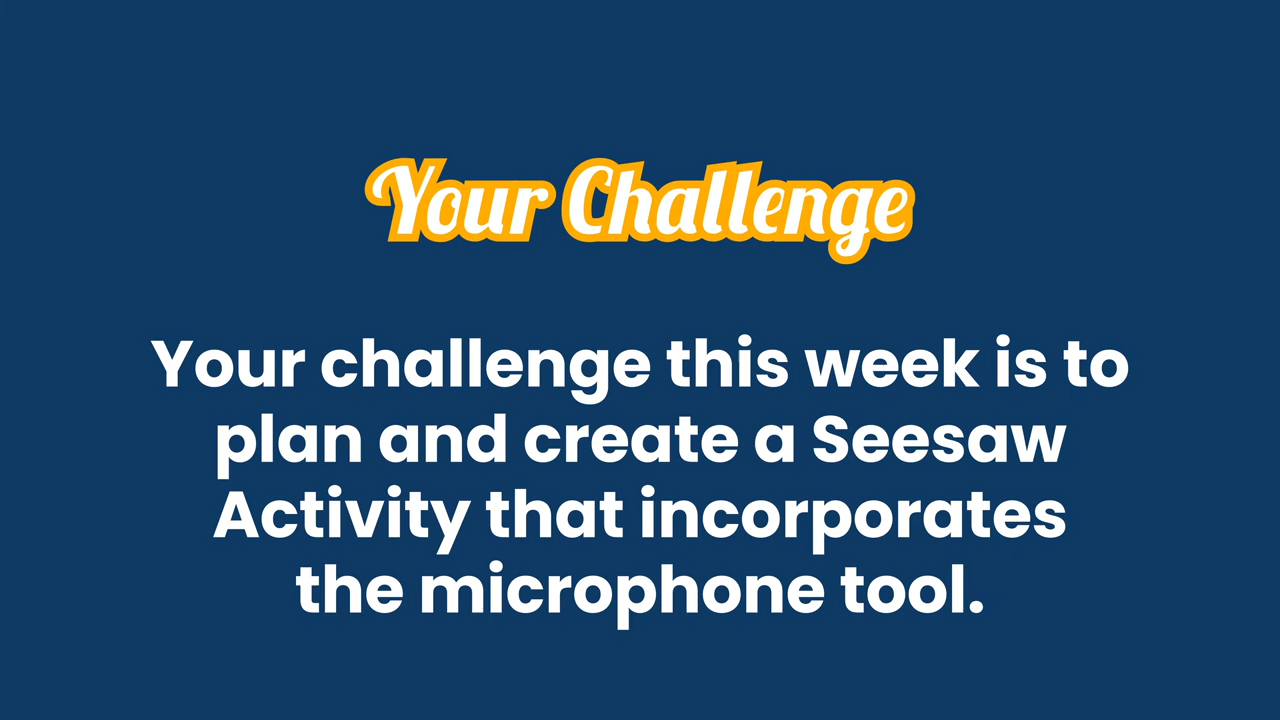 Your Challenge
Your challenge this week is to
plan and create a Seesaw
Activity that incorporates
the microphone tool.